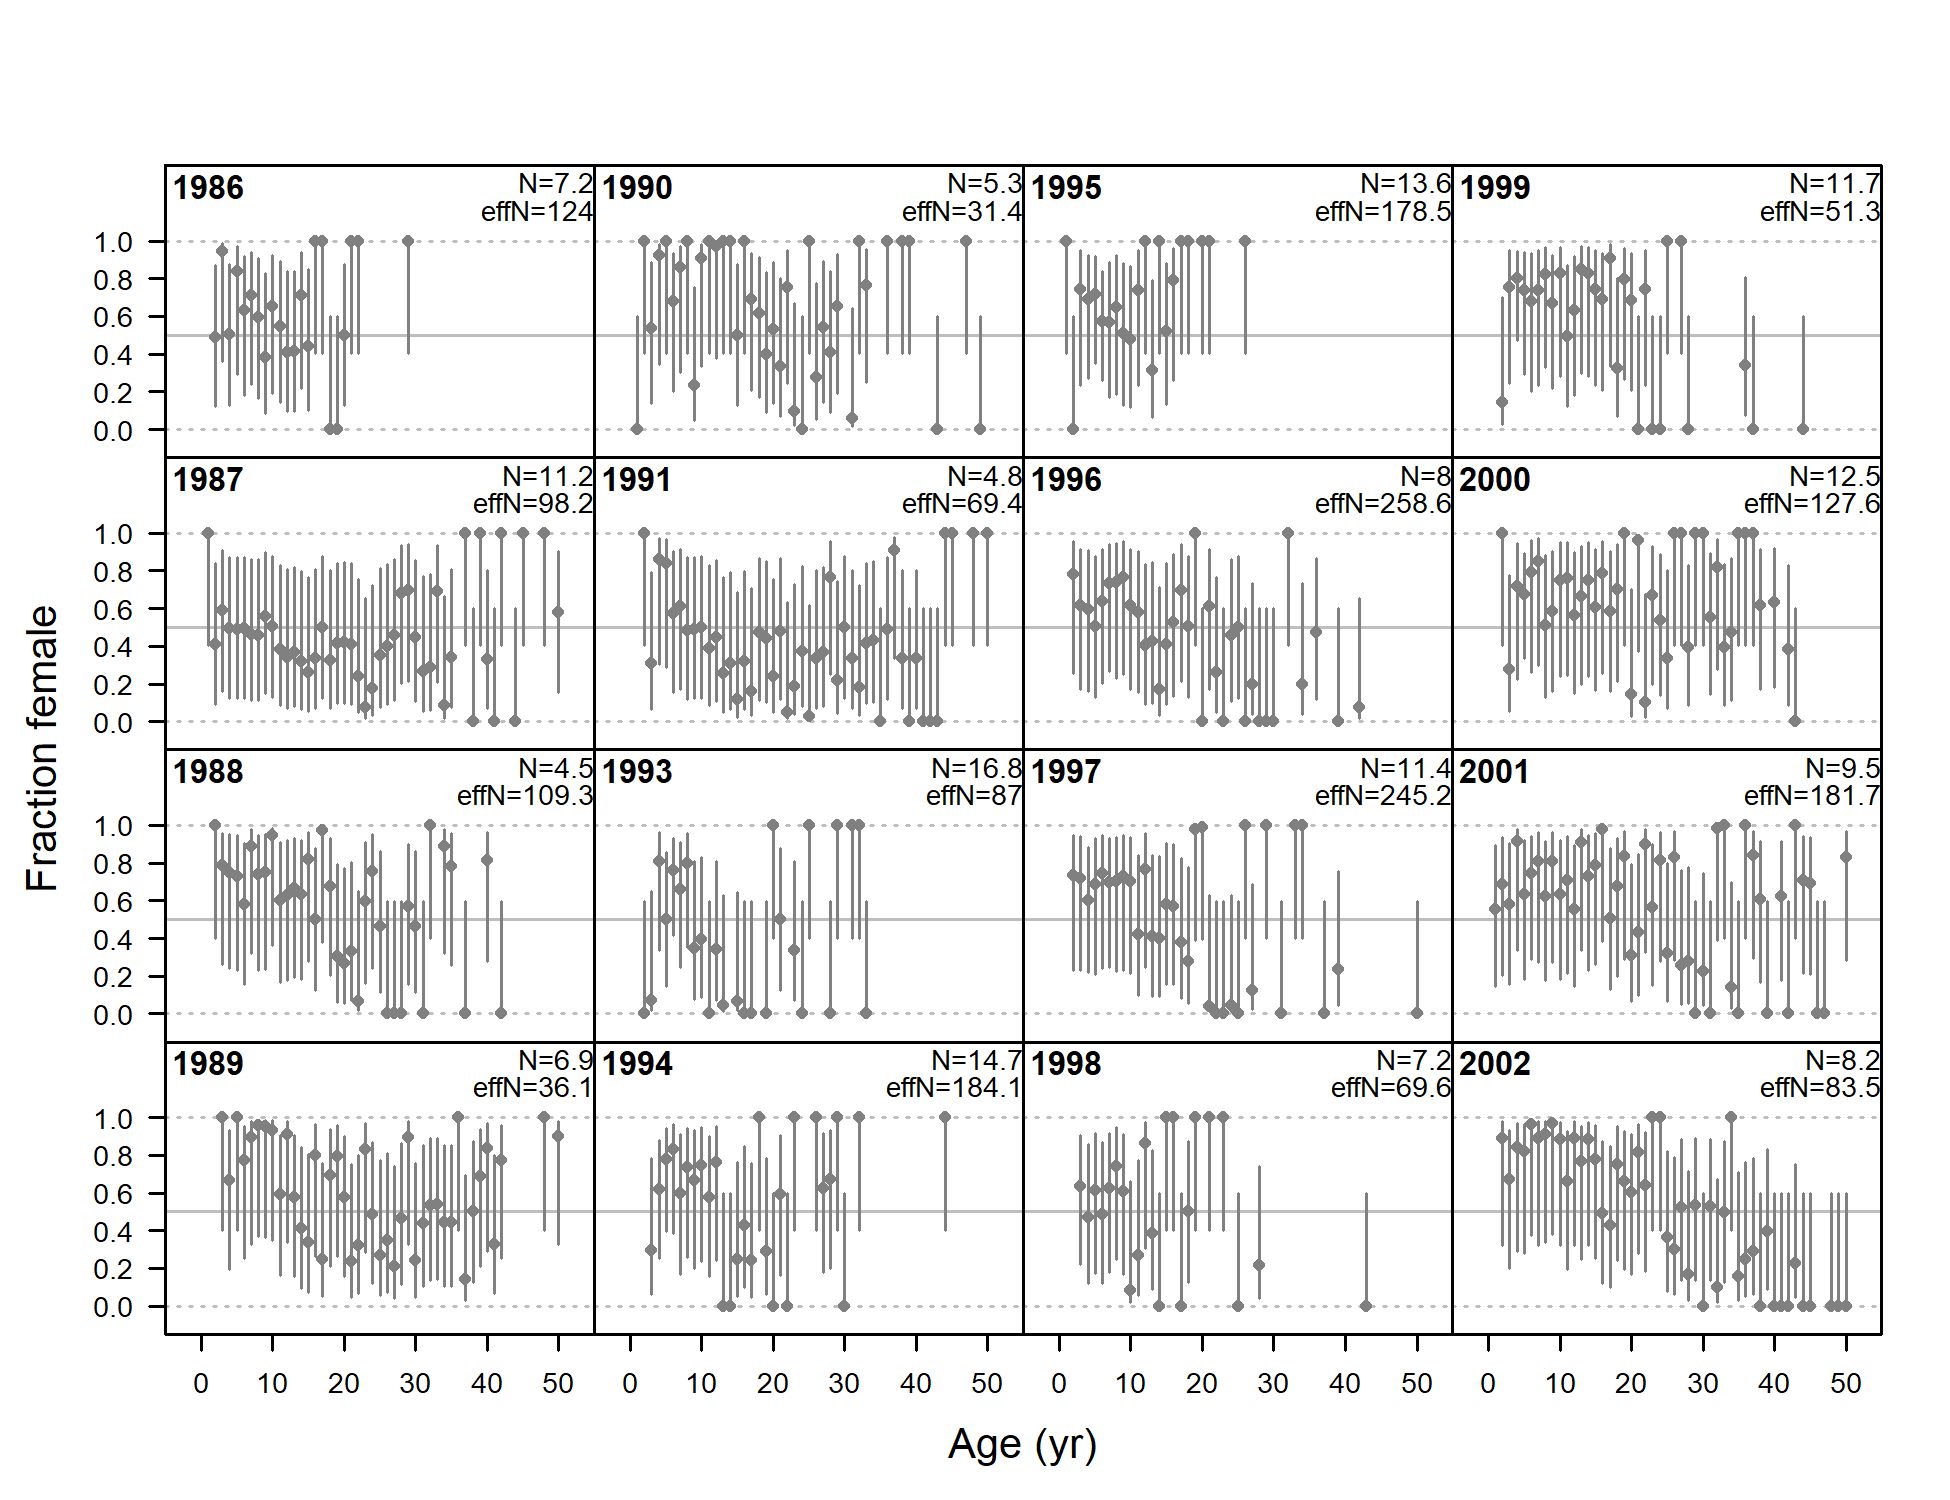 1986
N=7.2
effN=124
1990
N=5.3
effN=31.4
1995
N=13.6
effN=178.5
1999
N=11.7
effN=51.3
1.0
0.8
0.6
0.4
0.2
0.0
1987
N=11.2
effN=98.2
1991
N=4.8
effN=69.4
1996
N=8
effN=258.6
2000
N=12.5
effN=127.6
1.0
0.8
0.6
0.4
0.2
0.0
1988
N=4.5
effN=109.3
1993
N=16.8
effN=87
1997
N=11.4
effN=245.2
2001
N=9.5
effN=181.7
1.0
0.8
0.6
0.4
0.2
0.0
1989
N=6.9
effN=36.1
1994
N=14.7
effN=184.1
1998
N=7.2
effN=69.6
2002
N=8.2
effN=83.5
1.0
0.8
0.6
0.4
0.2
0.0
Fraction female
0 10 20 30 40 50 0 10 20 30 40 50 0 10 20 30 40 50 0 10 20 30 40 50
Age (yr)